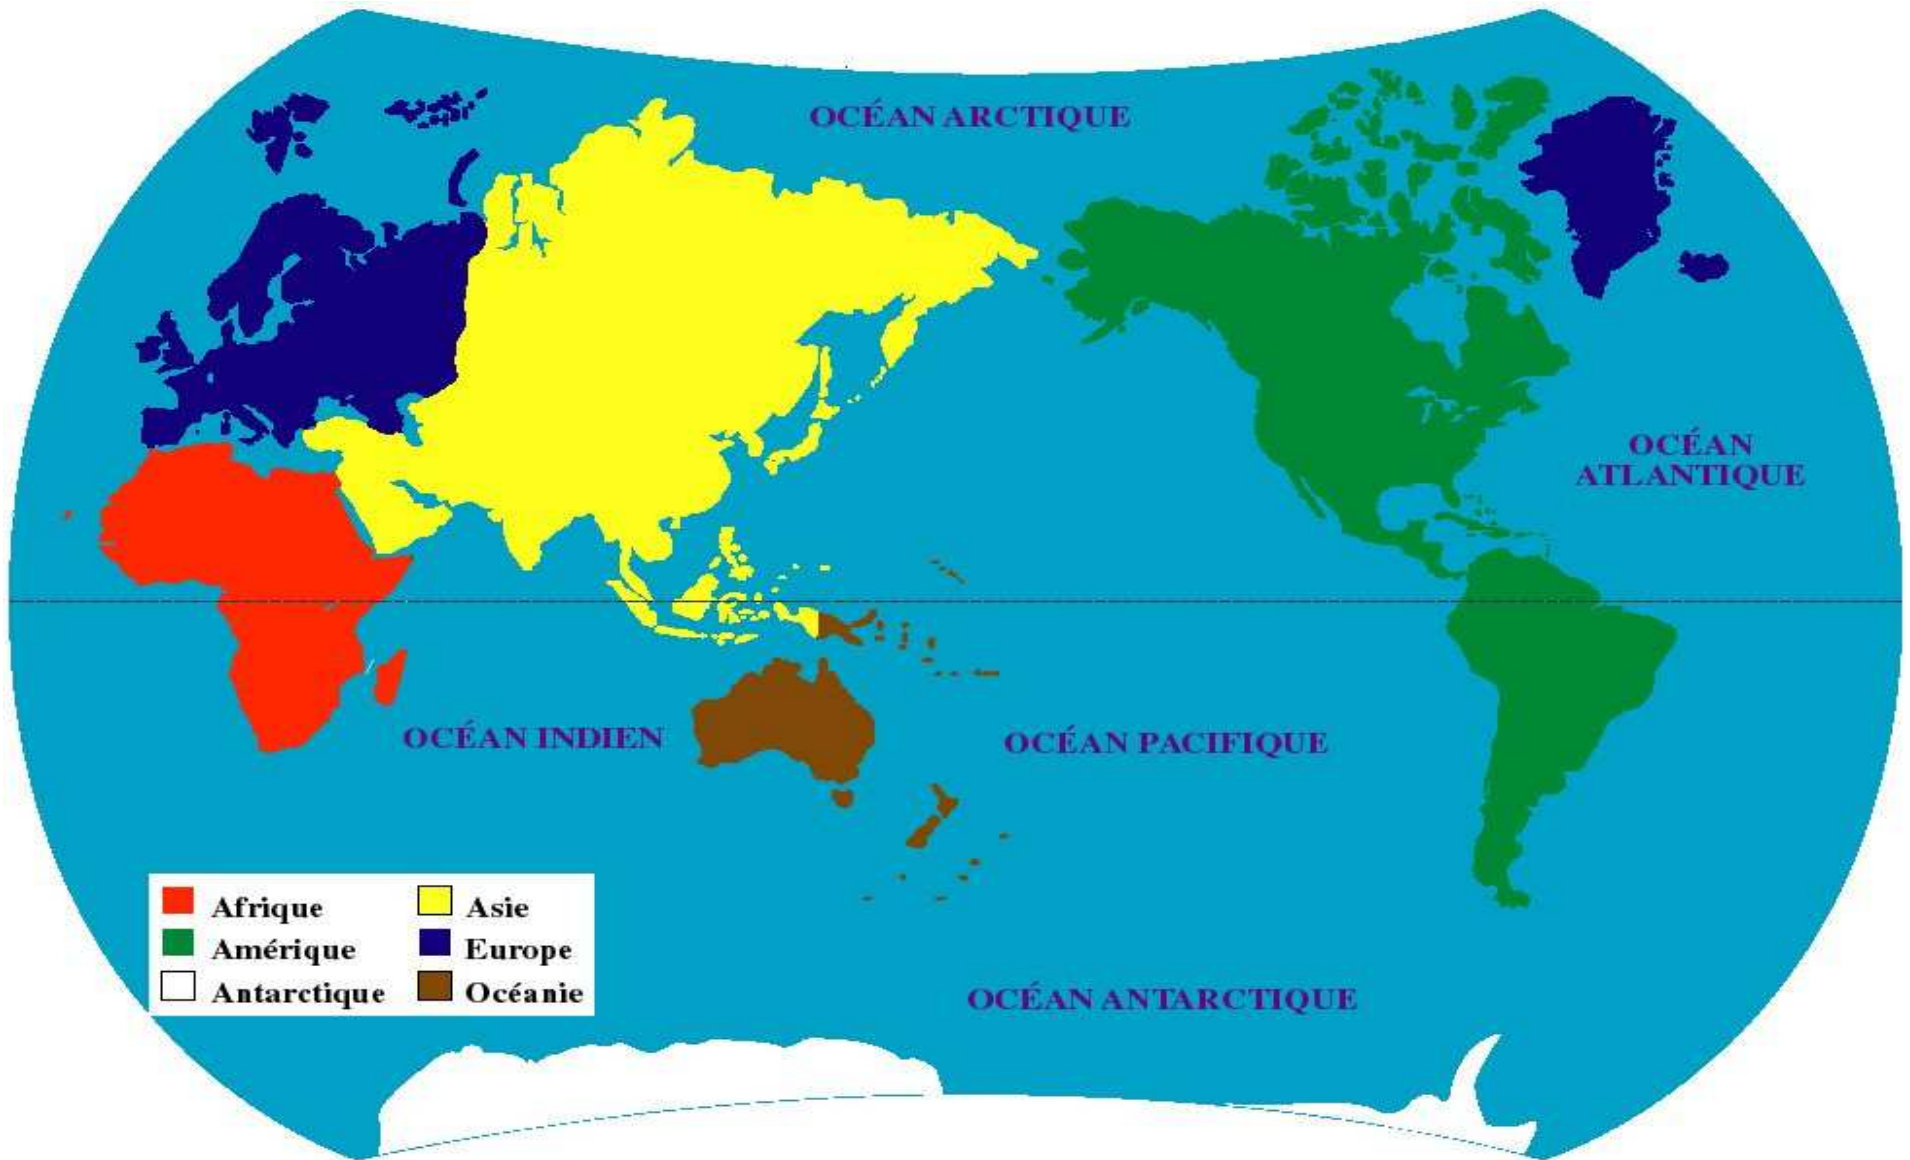 OCÉAN ARCTIQUE
OCÉAN
ATLANTIQUE
OCÉAN INDIEN
OCÉAN PACIFIQUE
Afrique
Asie
Amérique
Europe
Antarctique
Océanie
OCÉAN ANTARCTIQUE